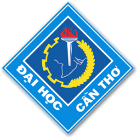 ĐẠI HỌC
CẦN THƠ